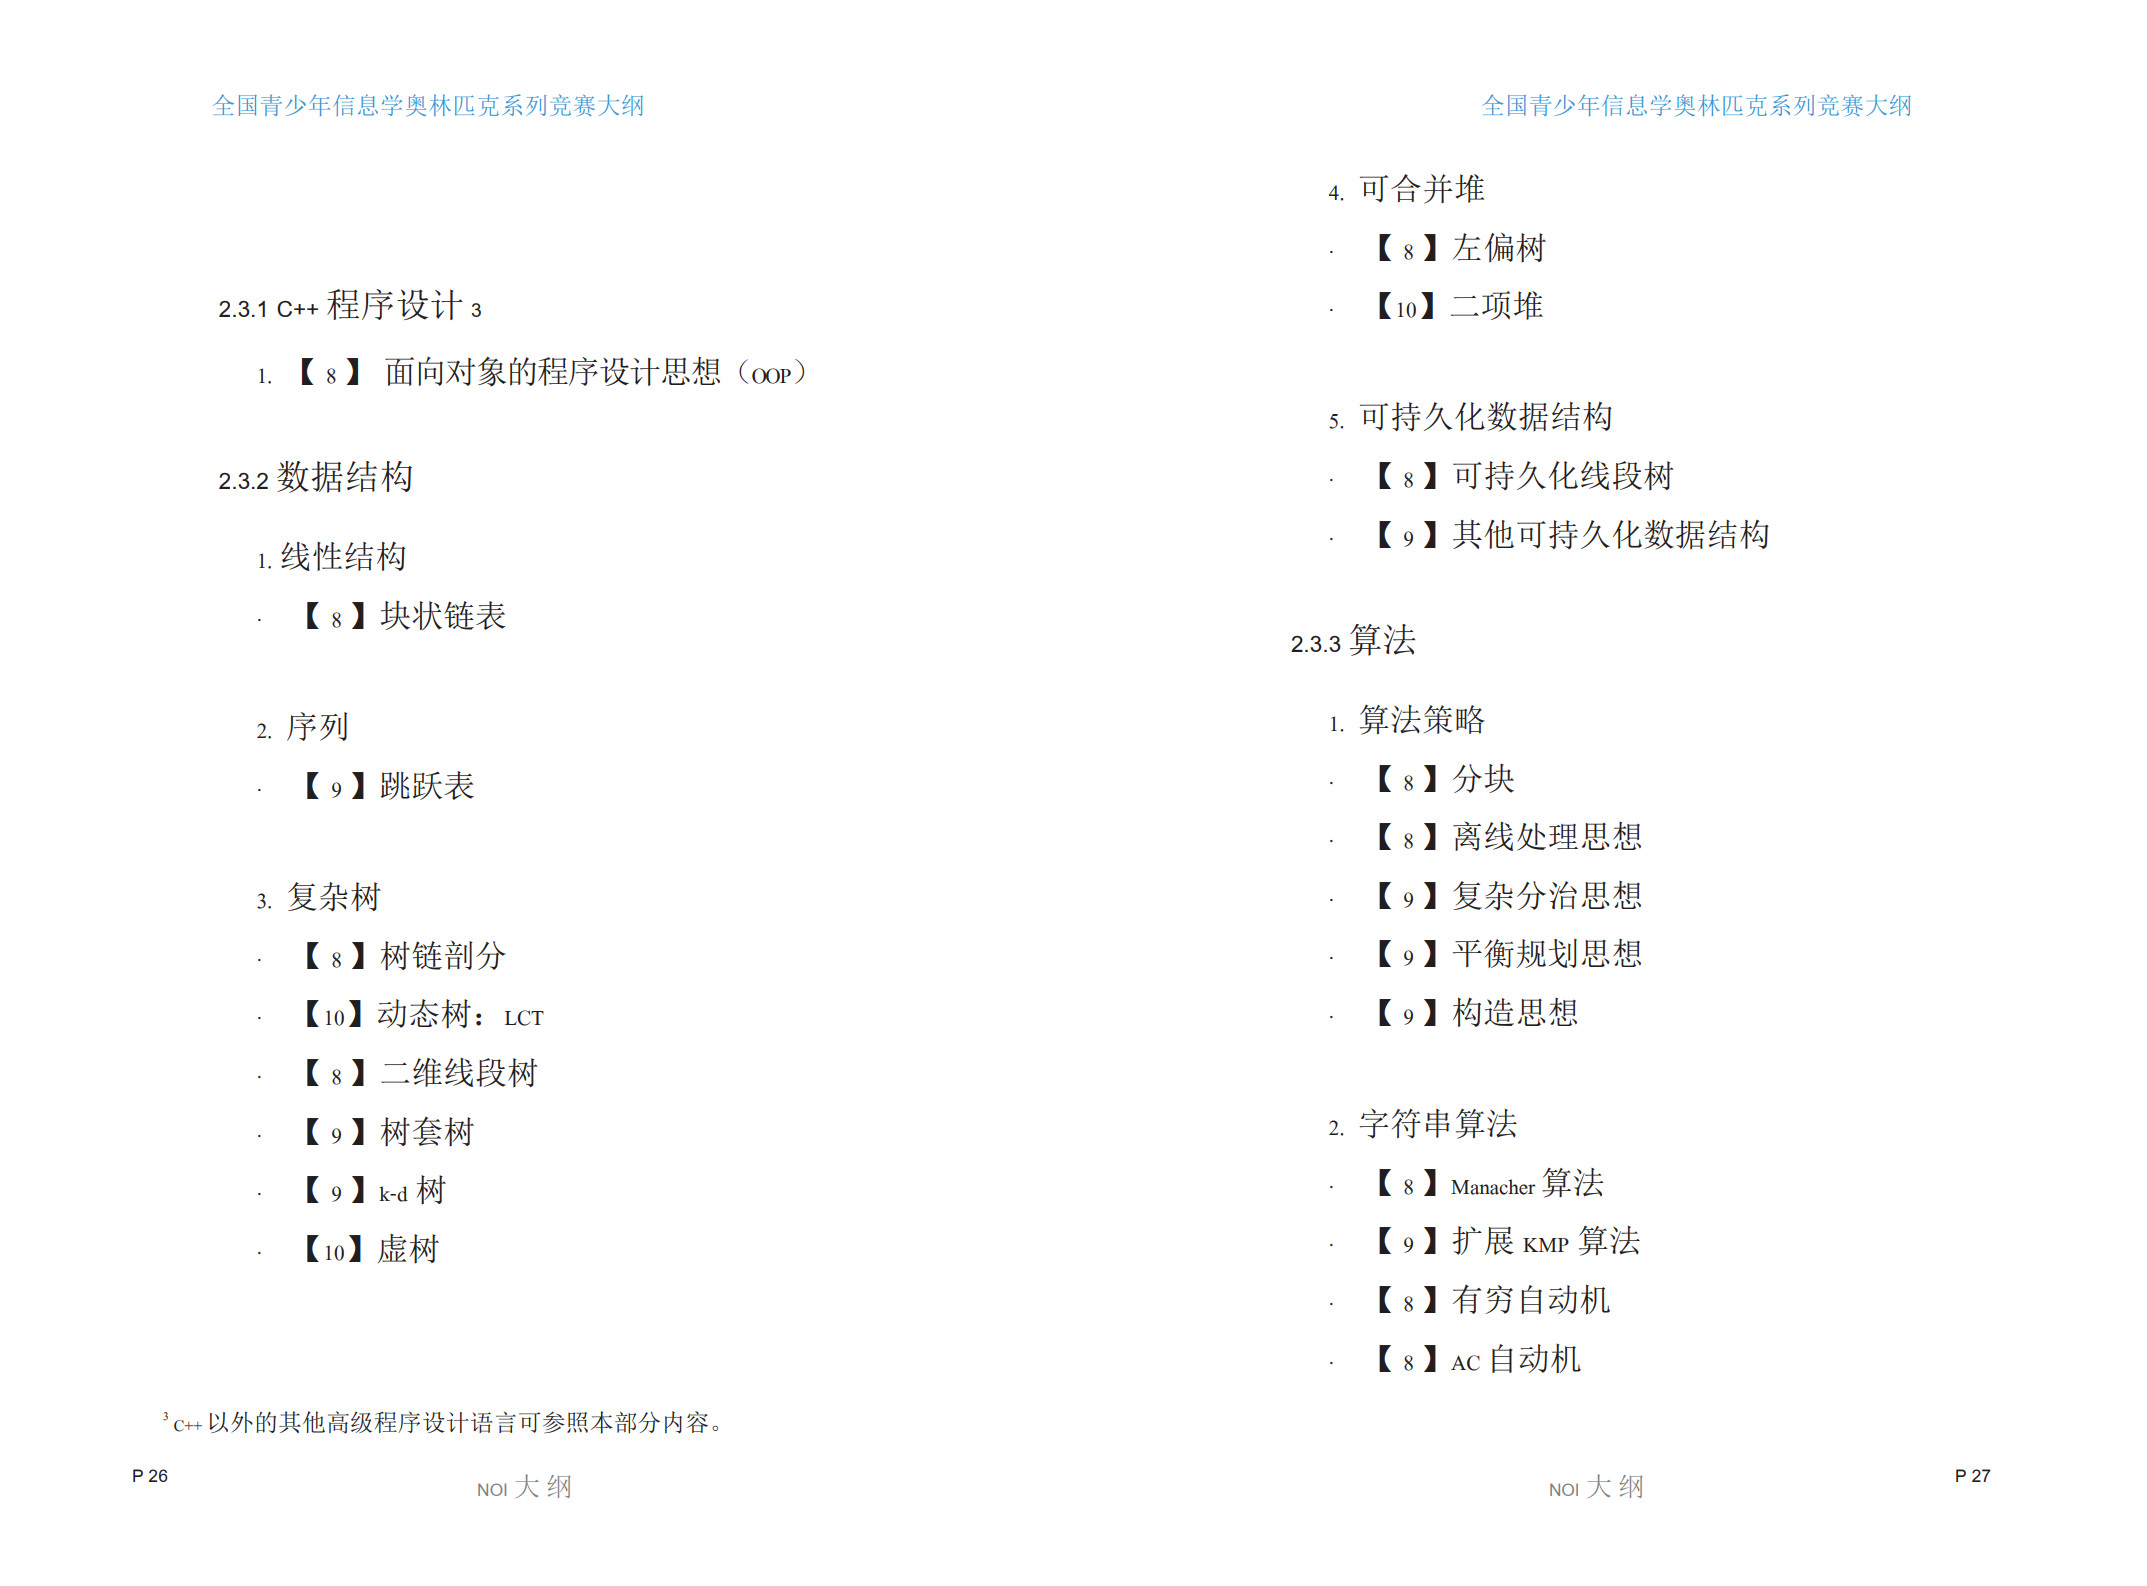 全国青少年信息学奥林匹克系列竞赛大纲
2.3.1 C++ 程序设计 3
1. 【 8 】 面向对象的程序设计思想（OOP）
2.3.2 数据结构
1. 线性结构
· 【 8 】块状链表
2. 序列
· 【 9 】跳跃表
3. 复杂树
· 【 8 】树链剖分
· 【10】动态树：LCT
· 【 8 】二维线段树
· 【 9 】树套树
· 【 9 】k-d 树
· 【10】虚树
3 C++ 以外的其他高级程序设计语言可参照本部分内容。
P 26
NOI 大 纲
全国青少年信息学奥林匹克系列竞赛大纲
4. 可合并堆
· 【 8 】左偏树
· 【10】二项堆
5. 可持久化数据结构
· 【 8 】可持久化线段树
· 【 9 】其他可持久化数据结构
2.3.3 算法
1. 算法策略
· 【 8 】分块
· 【 8 】离线处理思想
· 【 9 】复杂分治思想
· 【 9 】平衡规划思想
· 【 9 】构造思想
2. 字符串算法
· 【 8 】Manacher 算法
· 【 9 】扩展 KMP 算法
· 【 8 】有穷自动机
· 【 8 】AC 自动机
NOI 大 纲
P 27